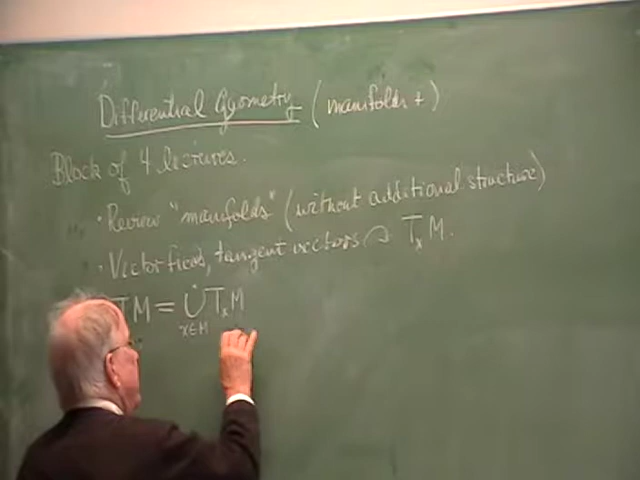 Differential Geometry (manifolds +)
Block of 4 lectures.
· Review "manifolds" (without additional structure)
· Vector fields, tangent vectors ↷ TₓM.
TM = ∪̇ TₓM
x∈M